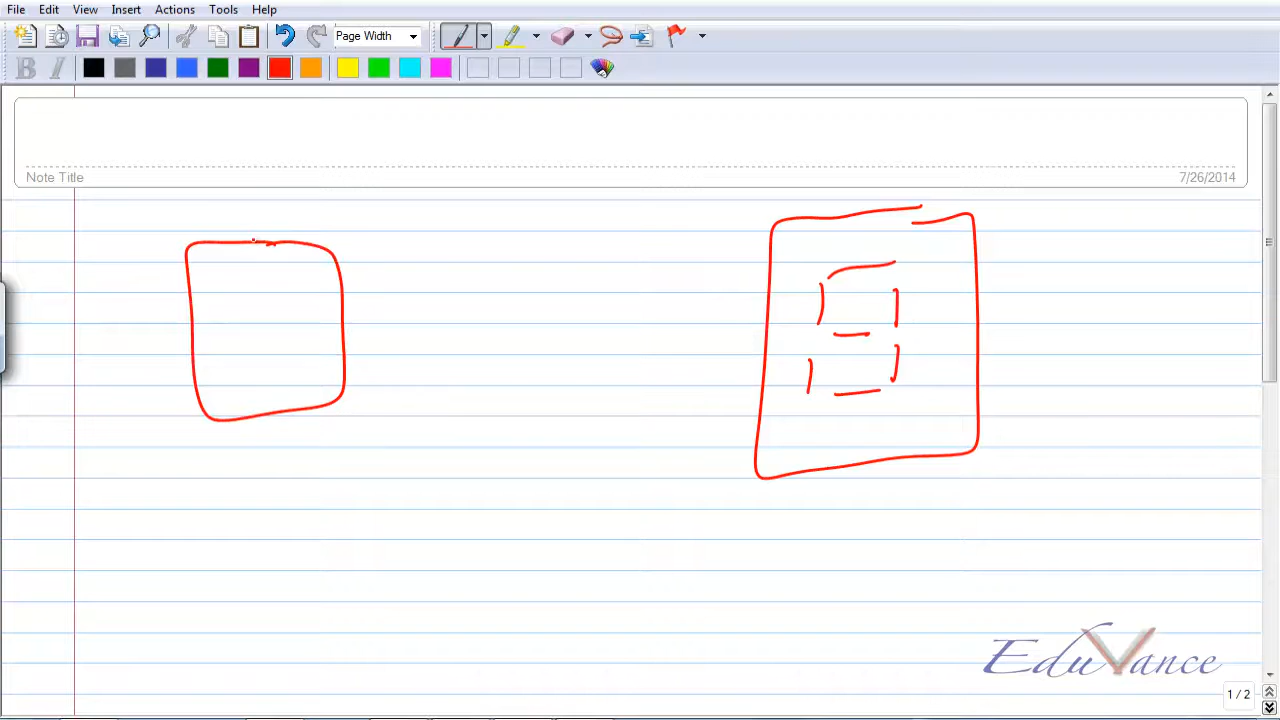 File Edit View Insert Actions Tools Help
Page Width
B I
Note Title
7/26/2014
EduVance
1 / 2